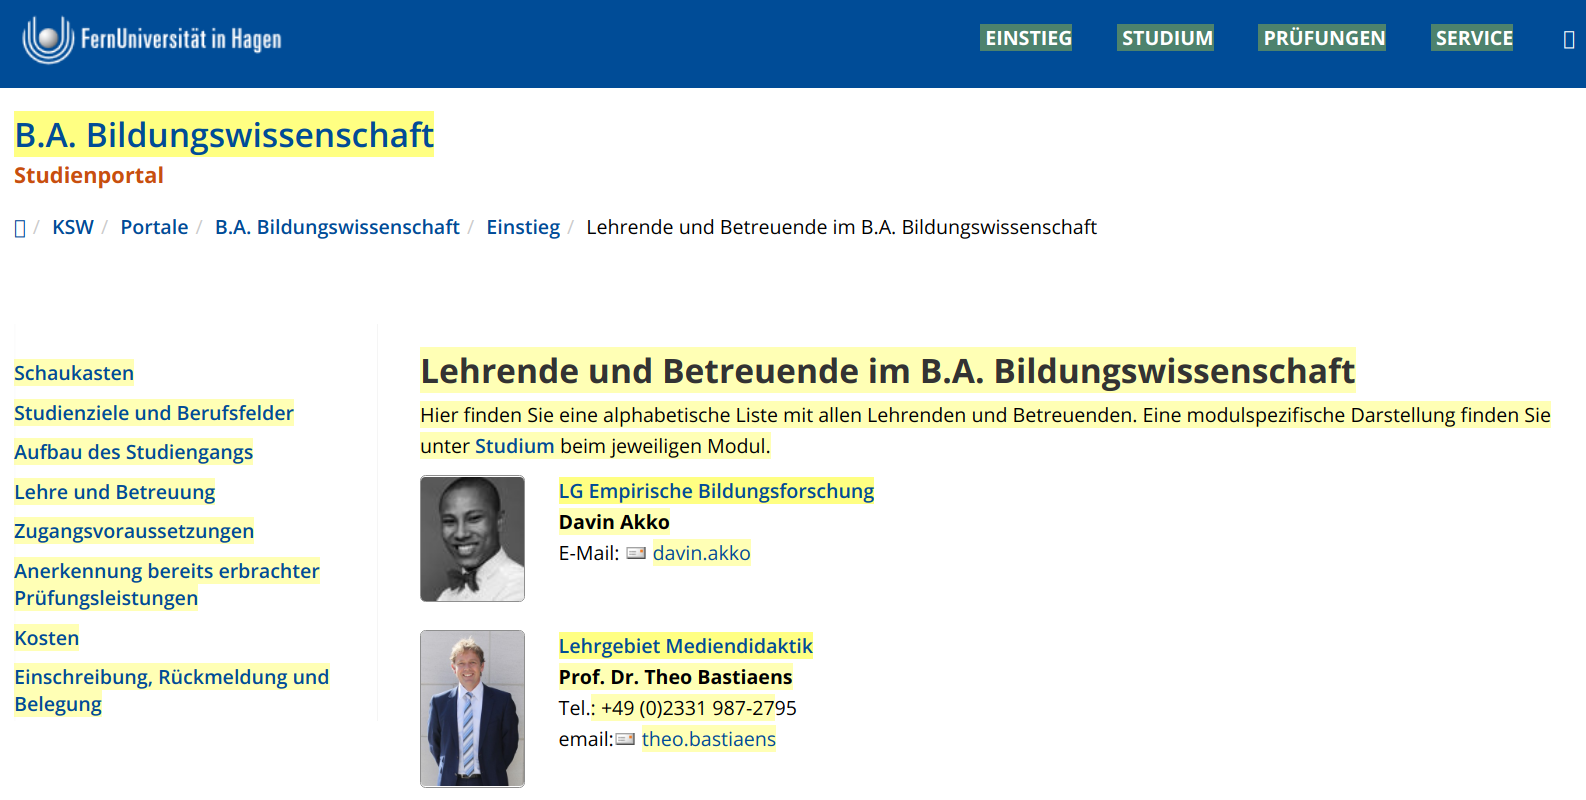 FernUniversität in Hagen
EINSTIEG STUDIUM PRÜFUNGEN SERVICE
B.A. Bildungswissenschaft
Studienportal
/ KSW / Portale / B.A. Bildungswissenschaft / Einstieg / Lehrende und Betreuende im B.A. Bildungswissenschaft
Schaukasten
Studienziele und Berufsfelder
Aufbau des Studiengangs
Lehre und Betreuung
Zugangsvoraussetzungen
Anerkennung bereits erbrachter
Prüfungsleistungen
Kosten
Einschreibung, Rückmeldung und
Belegung
Lehrende und Betreuende im B.A. Bildungswissenschaft
Hier finden Sie eine alphabetische Liste mit allen Lehrenden und Betreuenden. Eine modulspezifische Darstellung finden Sie
unter Studium beim jeweiligen Modul.
LG Empirische Bildungsforschung
Davin Akko
E-Mail: davin.akko
Lehrgebiet Mediendidaktik
Prof. Dr. Theo Bastiaens
Tel.: +49 (0)2331 987-2795
email: theo.bastiaens